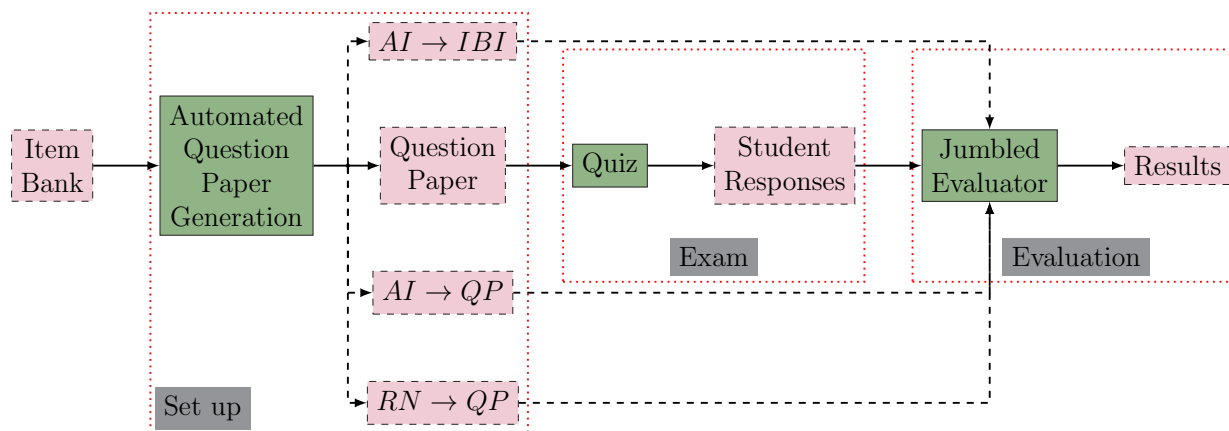 Item
Bank
Automated
Question
Paper
Generation
AI → IBI
Question
Paper
AI → QP
RN → QP
Set up
Quiz
Student
Responses
Exam
Jumbled
Evaluator
Results
Evaluation